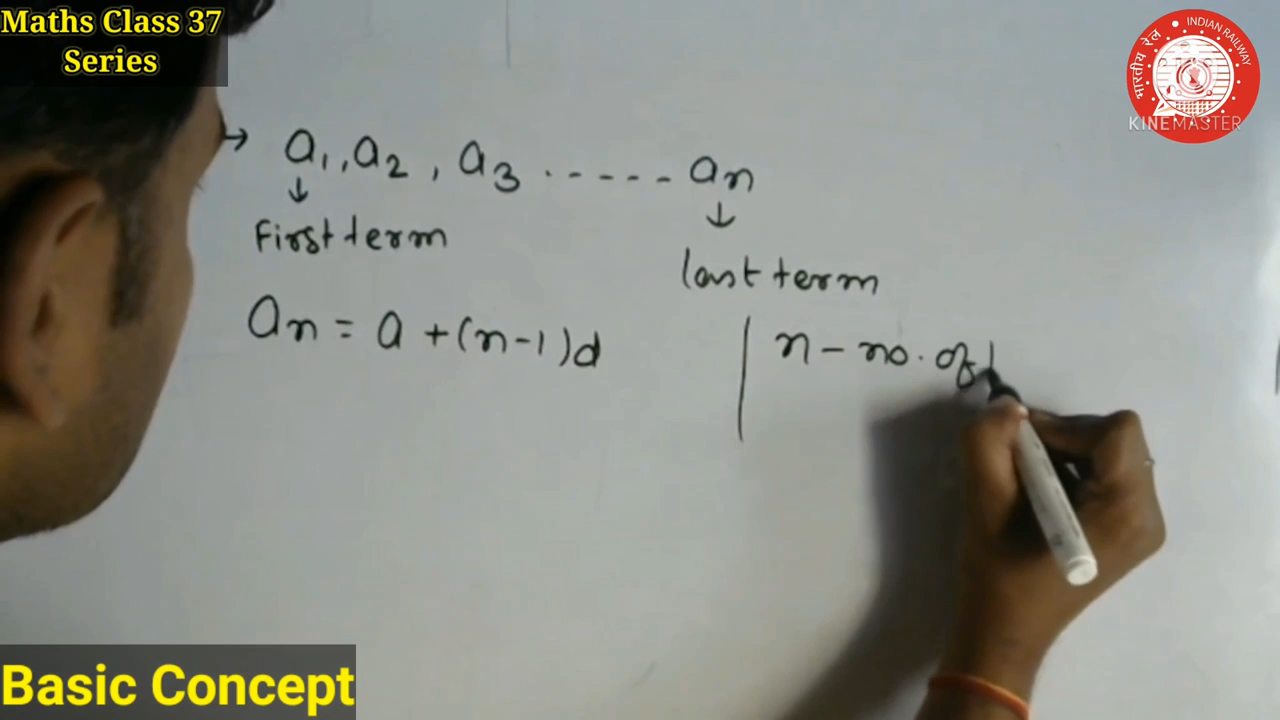 Maths Class 37
Series
भारतीय रेल INDIAN RAILWAY
KINEMASTER
→ a₁, a₂, a₃ ------ aₙ
↓ ↓
First term
last term
aₙ = a + (n-1)d | n - no. of
Basic Concept